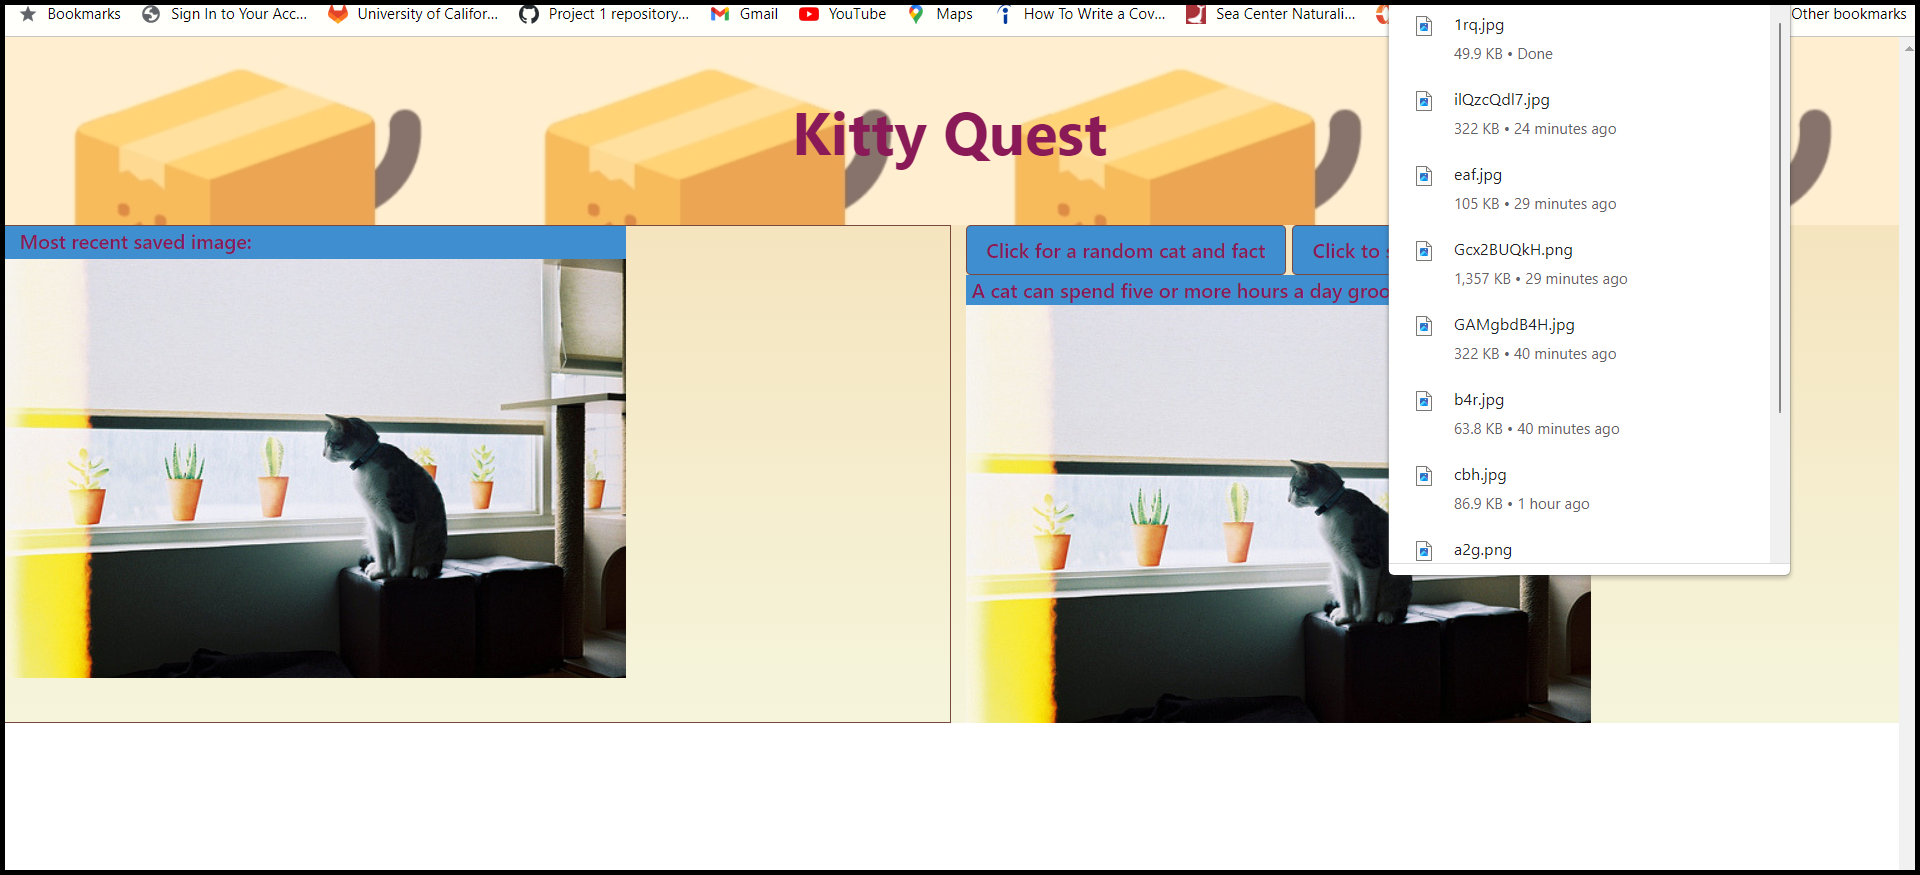 Bookmarks
Sign In to Your Acc...
University of Califor...
Project 1 repository...
Gmail
YouTube
Maps
How To Write a Cov...
Sea Center Naturali...
Other bookmarks
Kitty Quest
Most recent saved image:
Click for a random cat and fact
Click to
A cat can spend five or more hours a day groo
1rq.jpg
49.9 KB • Done
ilQzcQdl7.jpg
322 KB • 24 minutes ago
eaf.jpg
105 KB • 29 minutes ago
Gcx2BUQkH.png
1,357 KB • 29 minutes ago
GAMgbdB4H.jpg
322 KB • 40 minutes ago
b4r.jpg
63.8 KB • 40 minutes ago
cbh.jpg
86.9 KB • 1 hour ago
a2g.png